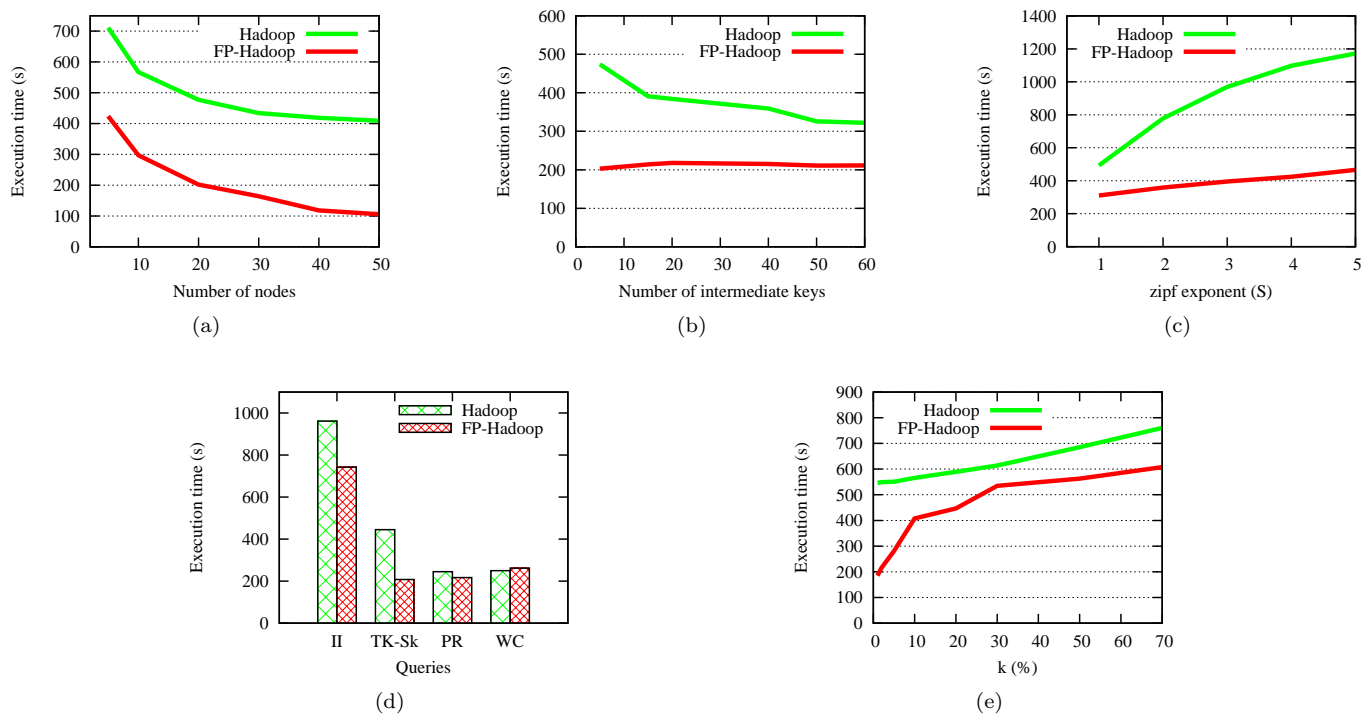 Execution time (s)
700
600
500
400
300
200
100
0
10
20
30
40
50
Number of nodes
Hadoop
FP-Hadoop
(a)
Execution time (s)
600
500
400
300
200
100
0
0
10
20
30
40
50
60
Number of intermediate keys
Hadoop
FP-Hadoop
(b)
Execution time (s)
1400
1200
1000
800
600
400
200
0
1
2
3
4
5
zipf exponent (S)
Hadoop
FP-Hadoop
(c)
Execution time (s)
1000
800
600
400
200
0
II
TK-Sk
PR
WC
Queries
Hadoop
FP-Hadoop
(d)
Execution time (s)
900
800
700
600
500
400
300
200
100
0
0
10
20
30
40
50
60
70
k (%)
Hadoop
FP-Hadoop
(e)